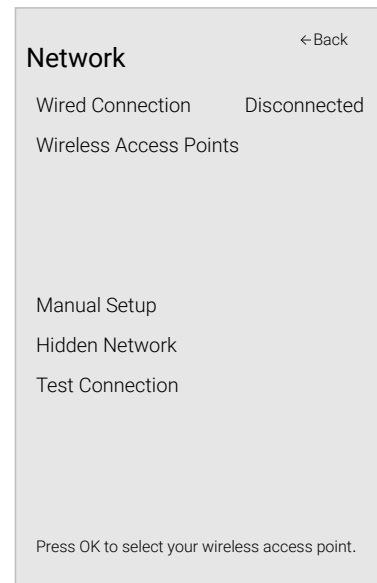 ←Back
Network
Wired Connection Disconnected
Wireless Access Points
Manual Setup
Hidden Network
Test Connection
Press OK to select your wireless access point.